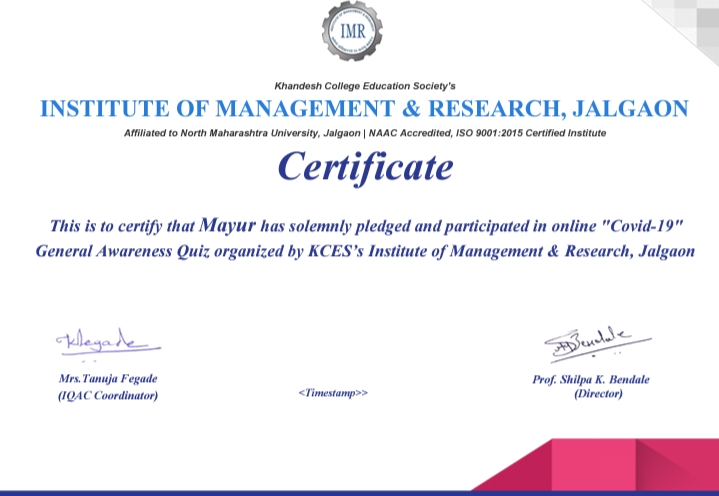 IMR
Khandesh College Education Society's
INSTITUTE OF MANAGEMENT & RESEARCH, JALGAON
Affiliated to North Maharashtra University, Jalgaon | NAAC Accredited, ISO 9001:2015 Certified Institute
Certificate
This is to certify that Mayur has solemnly pledged and participated in online "Covid-19"
General Awareness Quiz organized by KCES's Institute of Management & Research, Jalgaon
Mrs.Tanuja Fegade
(IQAC Coordinator)
<Timestamp>>
Prof. Shilpa K. Bendale
(Director)